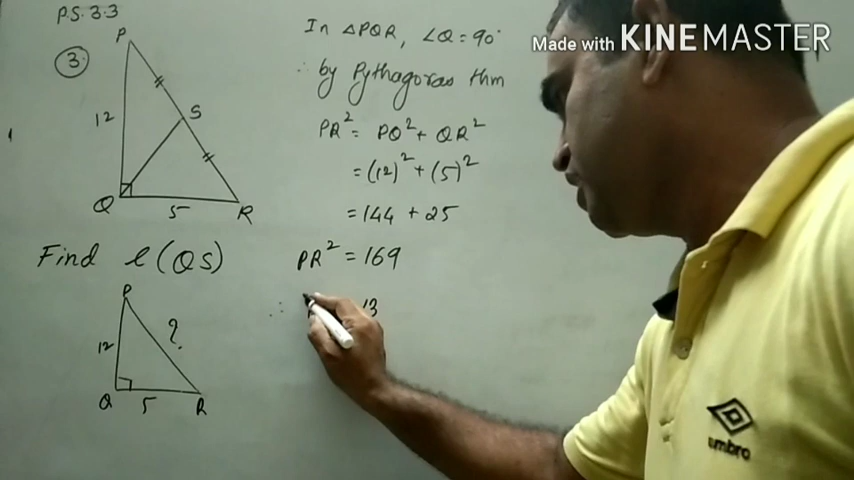 P.S. 3.3
3
P
S
12
Q
5
R
Find l(QS)
P
12
?
Q
5
R
In △PQR, ∠Q = 90°
∴ by Pythagoras thm
PR² = PQ² + QR²
= (12)² + (5)²
= 144 + 25
PR² = 169
∴
13
Made with KINEMASTER
umbro